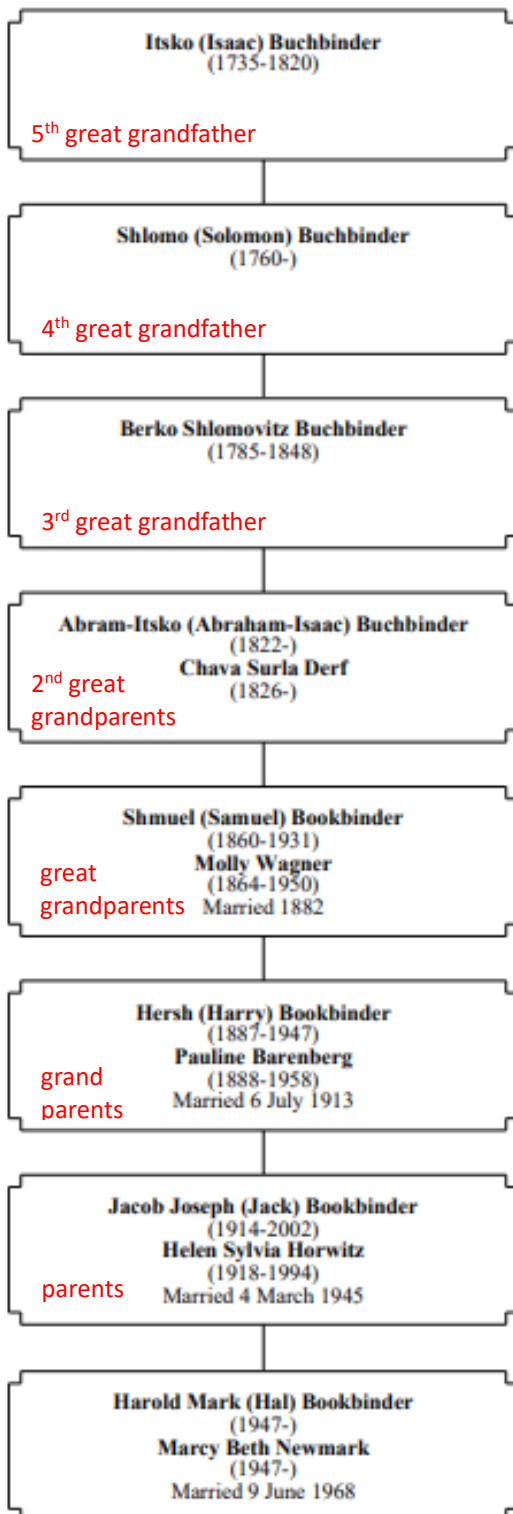 Itsko (Isaac) Buchbinder
(1735-1820)
5th great grandfather
Shlomo (Solomon) Buchbinder
(1760-)
4th great grandfather
Berko Shlomovitz Buchbinder
(1785-1848)
3rd great grandfather
Abram-Itsko (Abraham-Isaac) Buchbinder
(1822-)
Chava Surla Derf
(1826-)
2nd great
grandparents
Shmuel (Samuel) Bookbinder
(1860-1931)
Molly Wagner
(1864-1950)
Married 1882
great
grandparents
Hersh (Harry) Bookbinder
(1887-1947)
Pauline Barenberg
(1888-1958)
Married 6 July 1913
grand
parents
Jacob Joseph (Jack) Bookbinder
(1914-2002)
Helen Sylvia Horwitz
(1918-1994)
Married 4 March 1945
parents
Harold Mark (Hal) Bookbinder
(1947-)
Marcy Beth Newmark
(1947-)
Married 9 June 1968